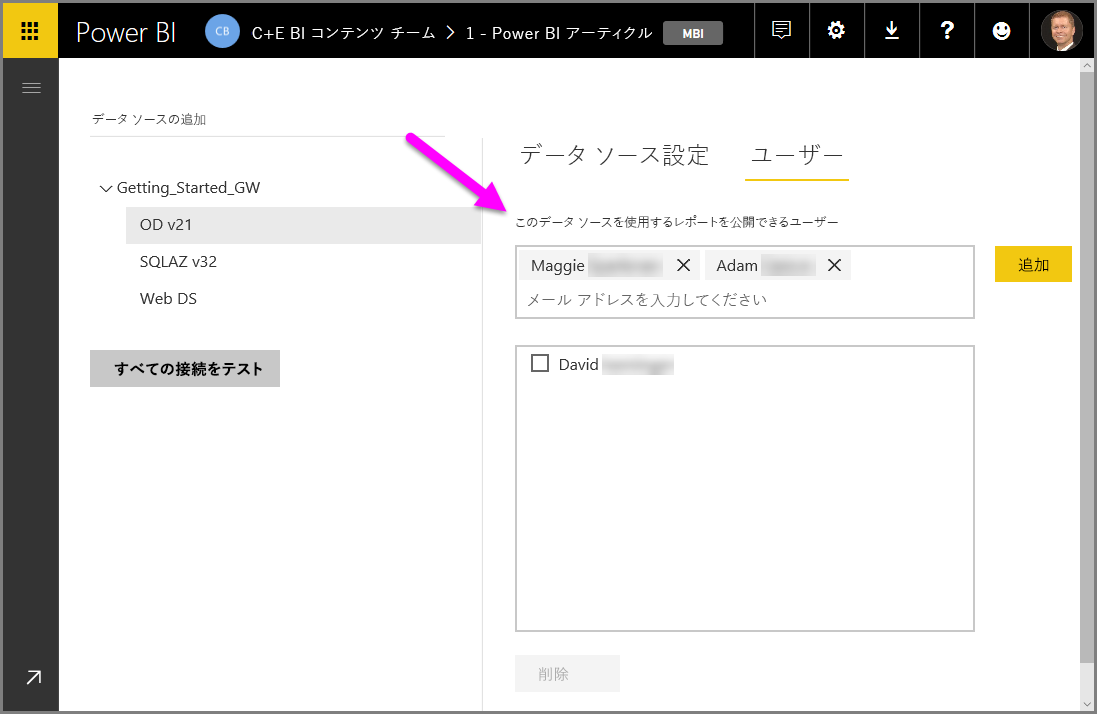 Power BI CB C+E BI コンテンツ チーム > 1 - Power BI アーティクル MBI ?
データ ソースの追加
Getting_Started_GW
OD v21
SQLAZ v32
Web DS
すべての接続をテスト
データ ソース設定 ユーザー
このデータ ソースを使用するレポートを公開できるユーザー
Maggie Adam
メール アドレスを入力してください
追加
David
削除